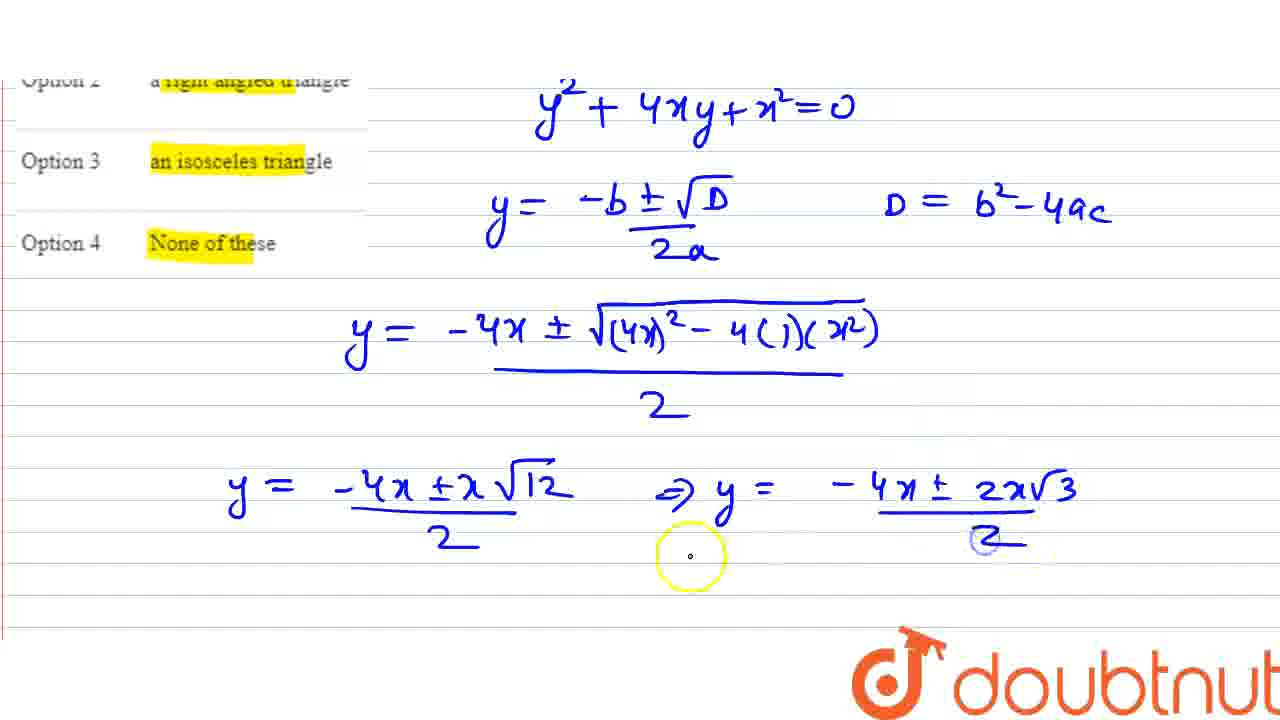 Option 2 a right angled triangle
y² + 4xy + x² = 0
Option 3 an isosceles triangle
y = (-b ± √D) / 2a D = b² - 4ac
Option 4 None of these
y = (-4x ± √((4x)² - 4(1)(x²))) / 2
y = (-4x ± x√12) / 2 ⇒ y = (-4x ± 2x√3) / 2
doubtnut